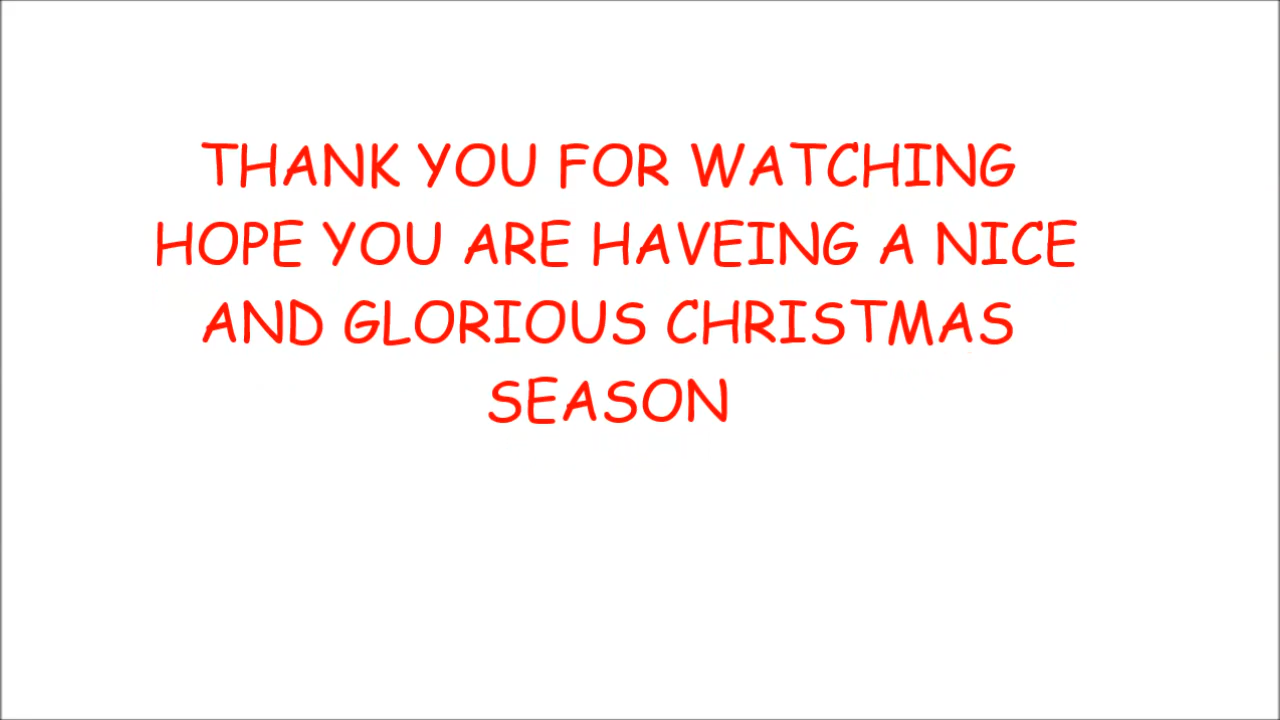 THANK YOU FOR WATCHING
HOPE YOU ARE HAVEING A NICE
AND GLORIOUS CHRISTMAS
SEASON